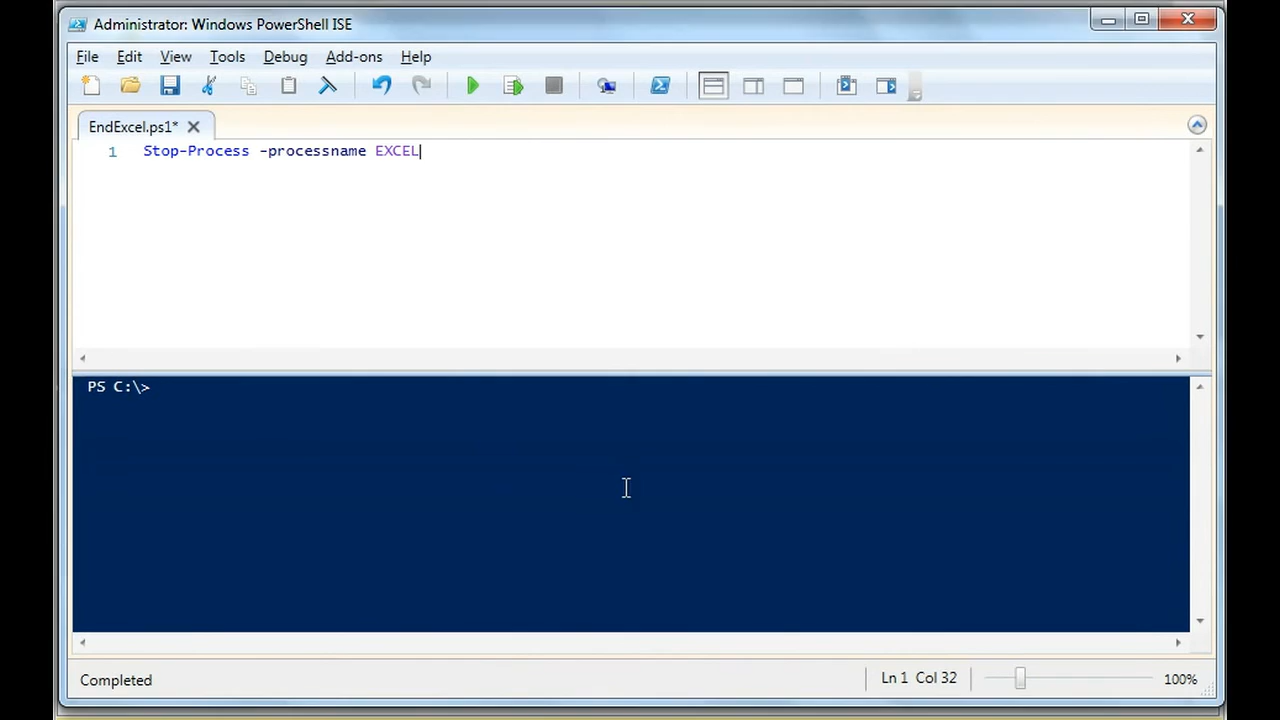 Administrator: Windows PowerShell ISE
File Edit View Tools Debug Add-ons Help
EndExcel.ps1*
1 Stop-Process -processname EXCEL
PS C:\>
Completed Ln 1 Col 32 100%